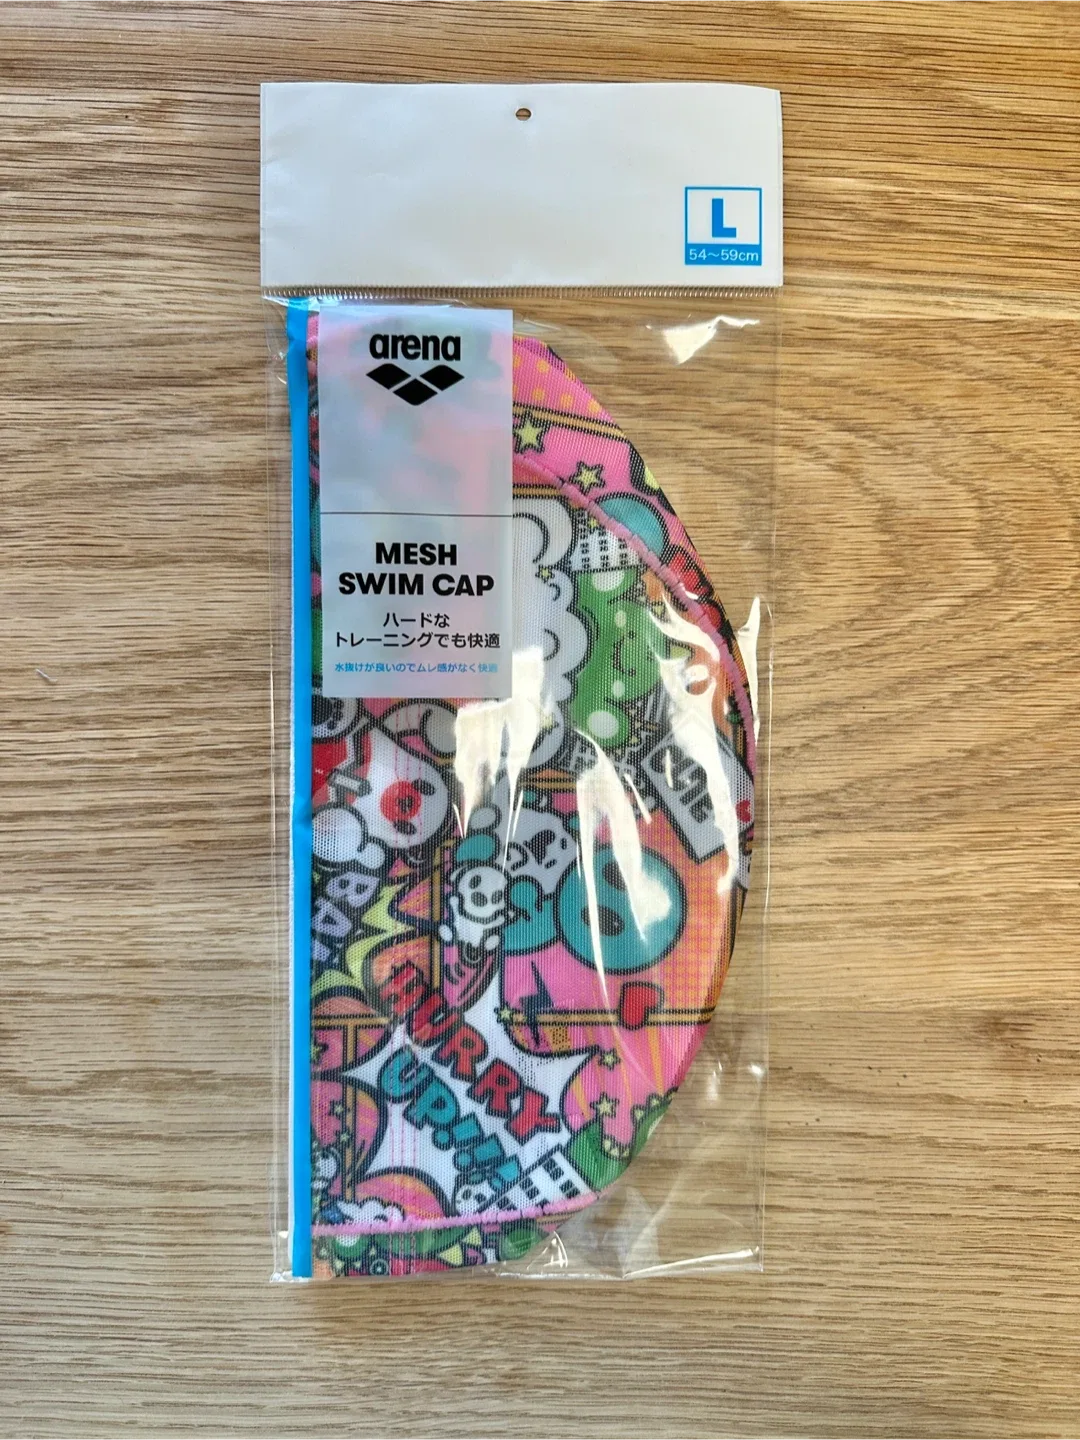 L
54～59cm
arena
MESH
SWIM CAP
ハードな
トレーニングでも快適
水抜けが良いのでムレ感がなく快適
BA
HURRY
UP!!!